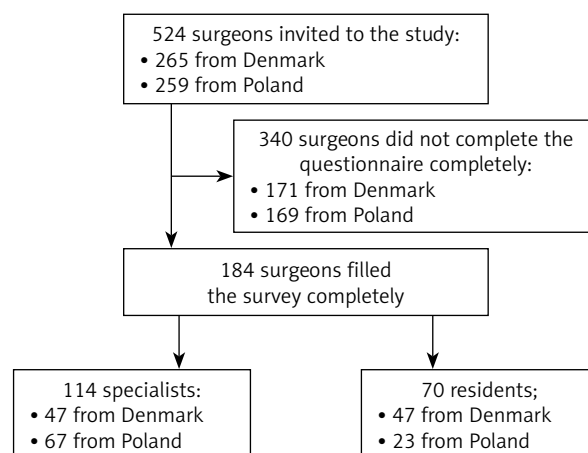 524 surgeons invited to the study:
• 265 from Denmark
• 259 from Poland
340 surgeons did not complete the
questionnaire completely:
• 171 from Denmark
• 169 from Poland
184 surgeons filled
the survey completely
114 specialists:
• 47 from Denmark
• 67 from Poland
70 residents;
• 47 from Denmark
• 23 from Poland